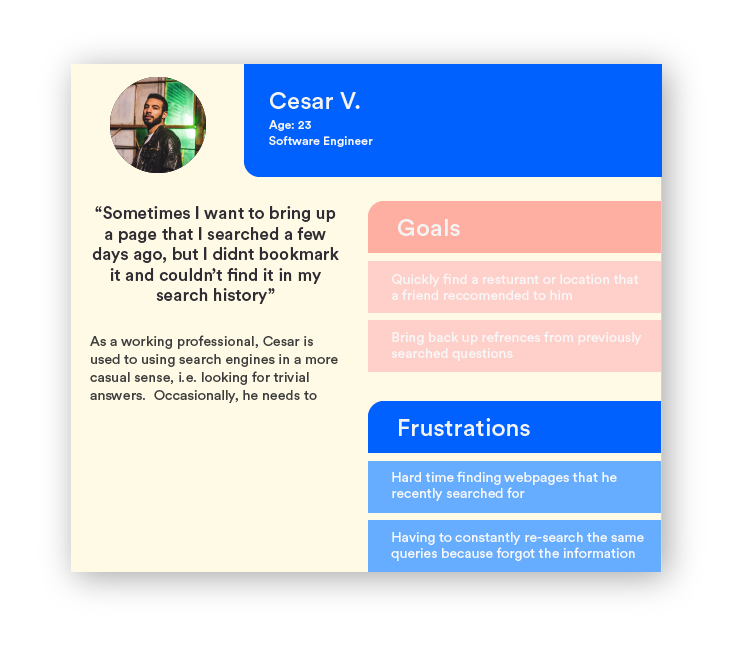 Cesar V.
Age: 23
Software Engineer
“Sometimes I want to bring up
a page that I searched a few
days ago, but I didnt bookmark
it and couldn’t find it in my
search history”
As a working professional, Cesar is
used to using search engines in a more
casual sense, i.e. looking for trivial
answers.  Occasionally, he needs to
Goals
Quickly find a resturant or location that
a friend reccomended to him
Bring back up refrences from previously
searched questions
Frustrations
Hard time finding webpages that he
recently searched for
Having to constantly re-search the same
queries because forgot the information